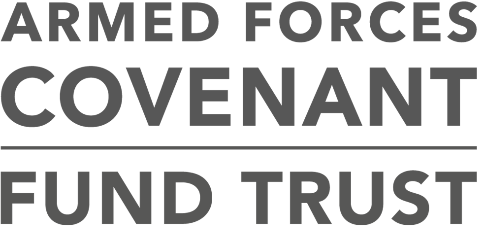 ARMED FORCES
COVENANT
FUND TRUST